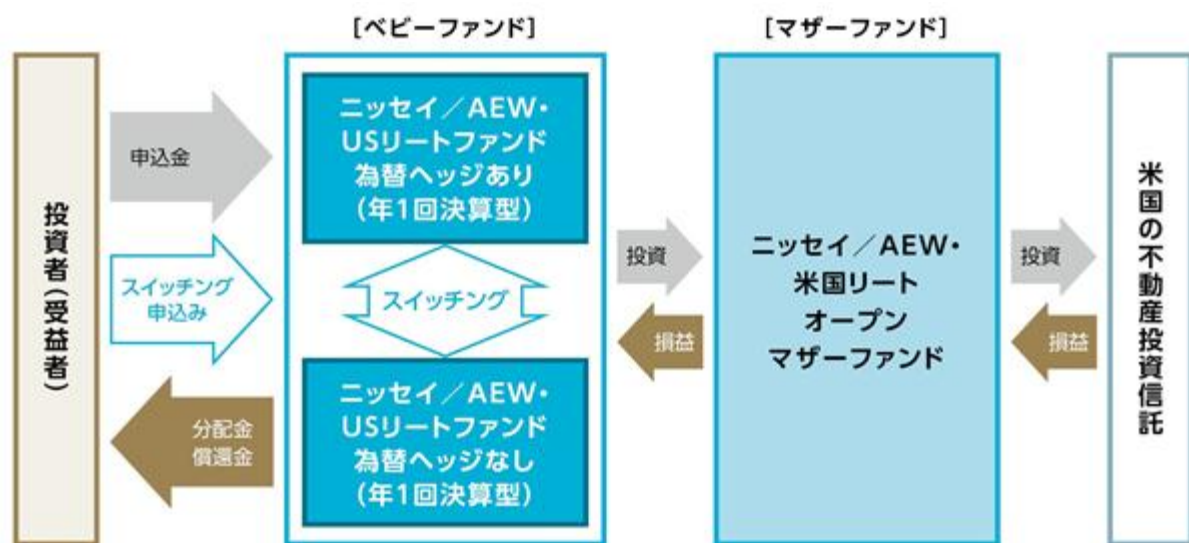 ［ベビーファンド］
［マザーファンド］
投資者（受益者）
申込金
スイッチング
申込み
分配金
償還金
ニッセイ／AEW・
USリートファンド
為替ヘッジあり
（年1回決算型）
スイッチング
ニッセイ／AEW・
USリートファンド
為替ヘッジなし
（年1回決算型）
投資
損益
ニッセイ／AEW・
米国リート
オープン
マザーファンド
投資
損益
米国の不動産投資信託